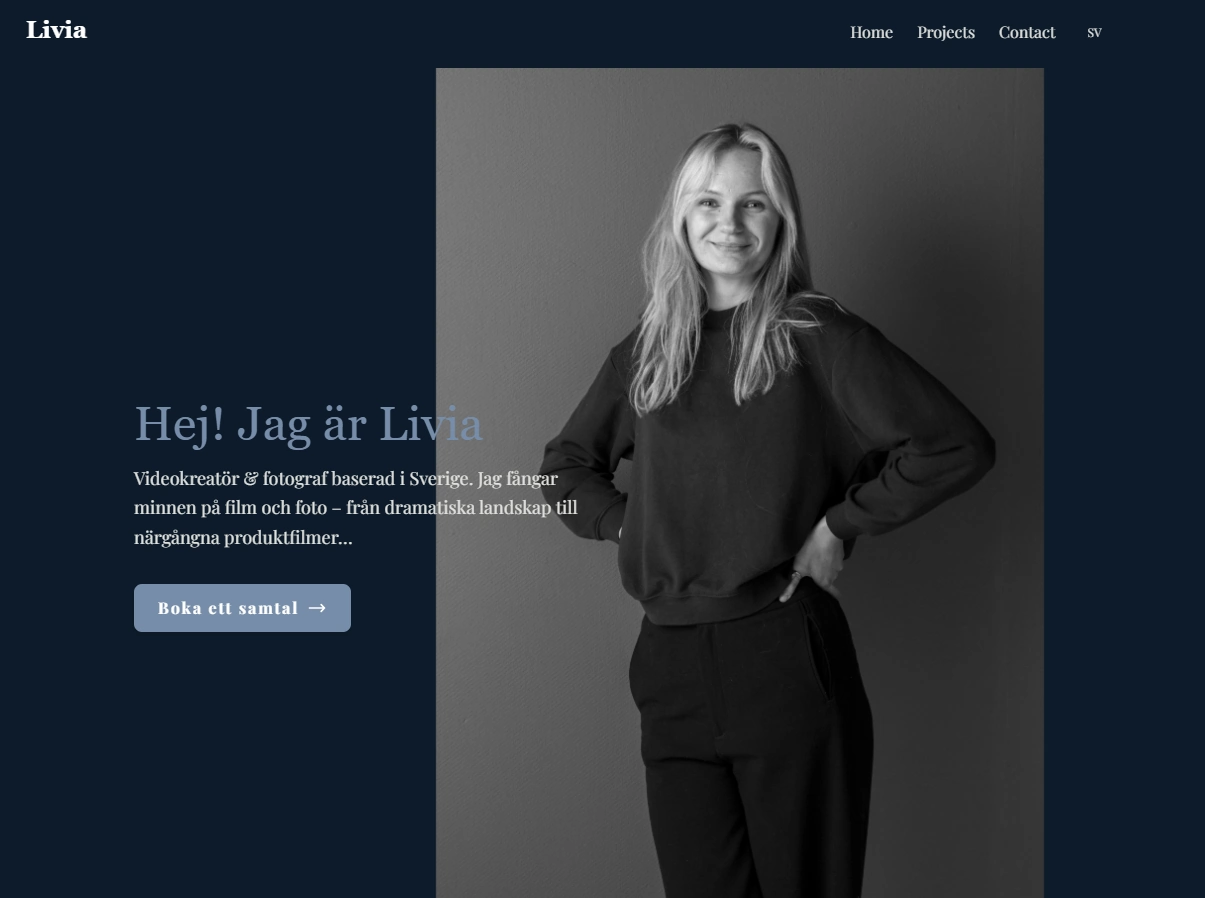 Livia
Home Projects Contact SV
Hej! Jag är Livia
Videokreatör & fotograf baserad i Sverige. Jag fångar
minnen på film och foto – från dramatiska landskap till
närgångna produktfilmer...
Boka ett samtal →